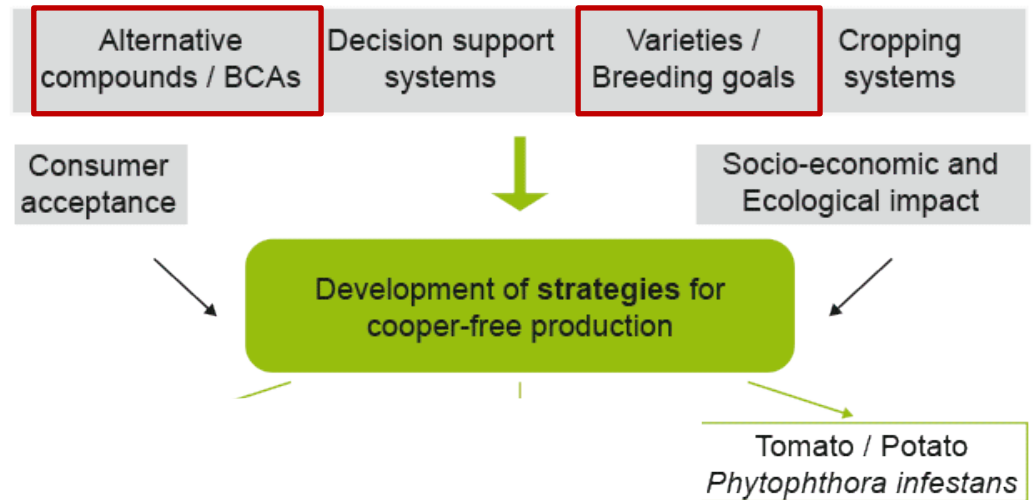 Alternative
compounds / BCAs
Decision support
systems
Varieties /
Breeding goals
Cropping
systems
Consumer
acceptance
Socio-economic and
Ecological impact
Development of strategies for
cooper-free production
Tomato / Potato
Phytophthora infestans